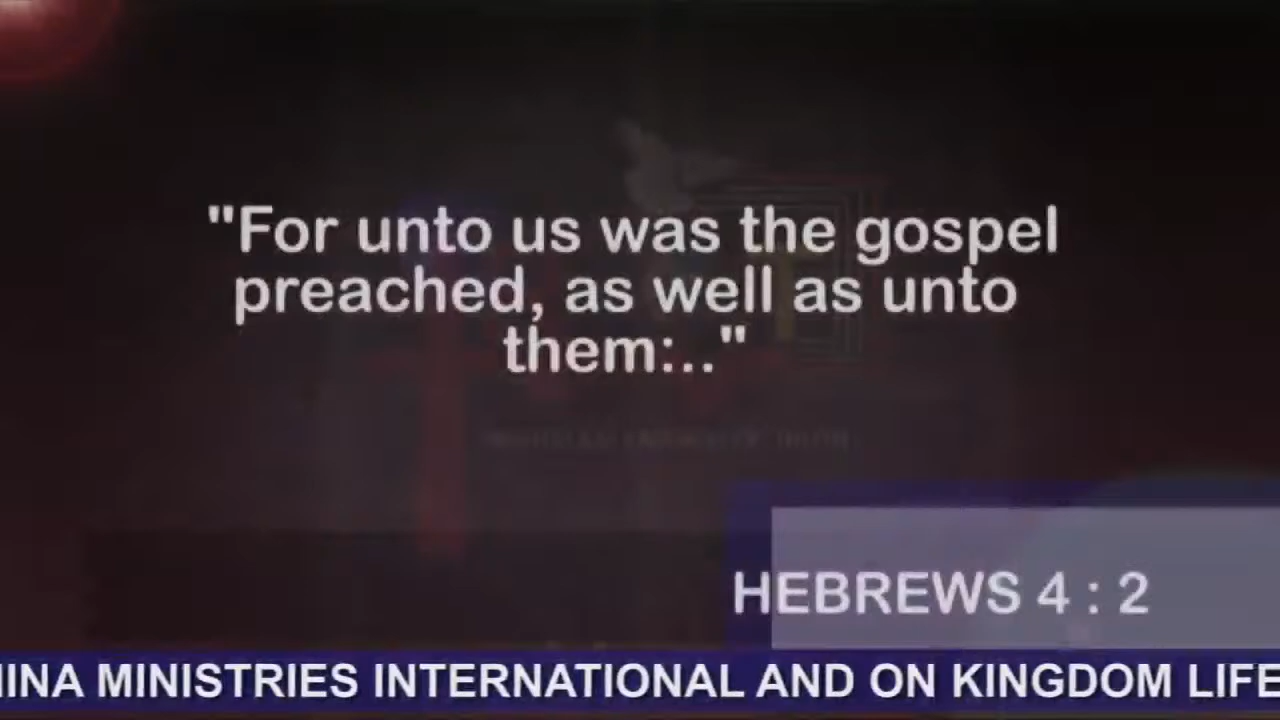 "For unto us was the gospel
preached, as well as unto
them:.."
HEBREWS 4 : 2
MINISTRIES INTERNATIONAL AND ON KINGDOM LIFE